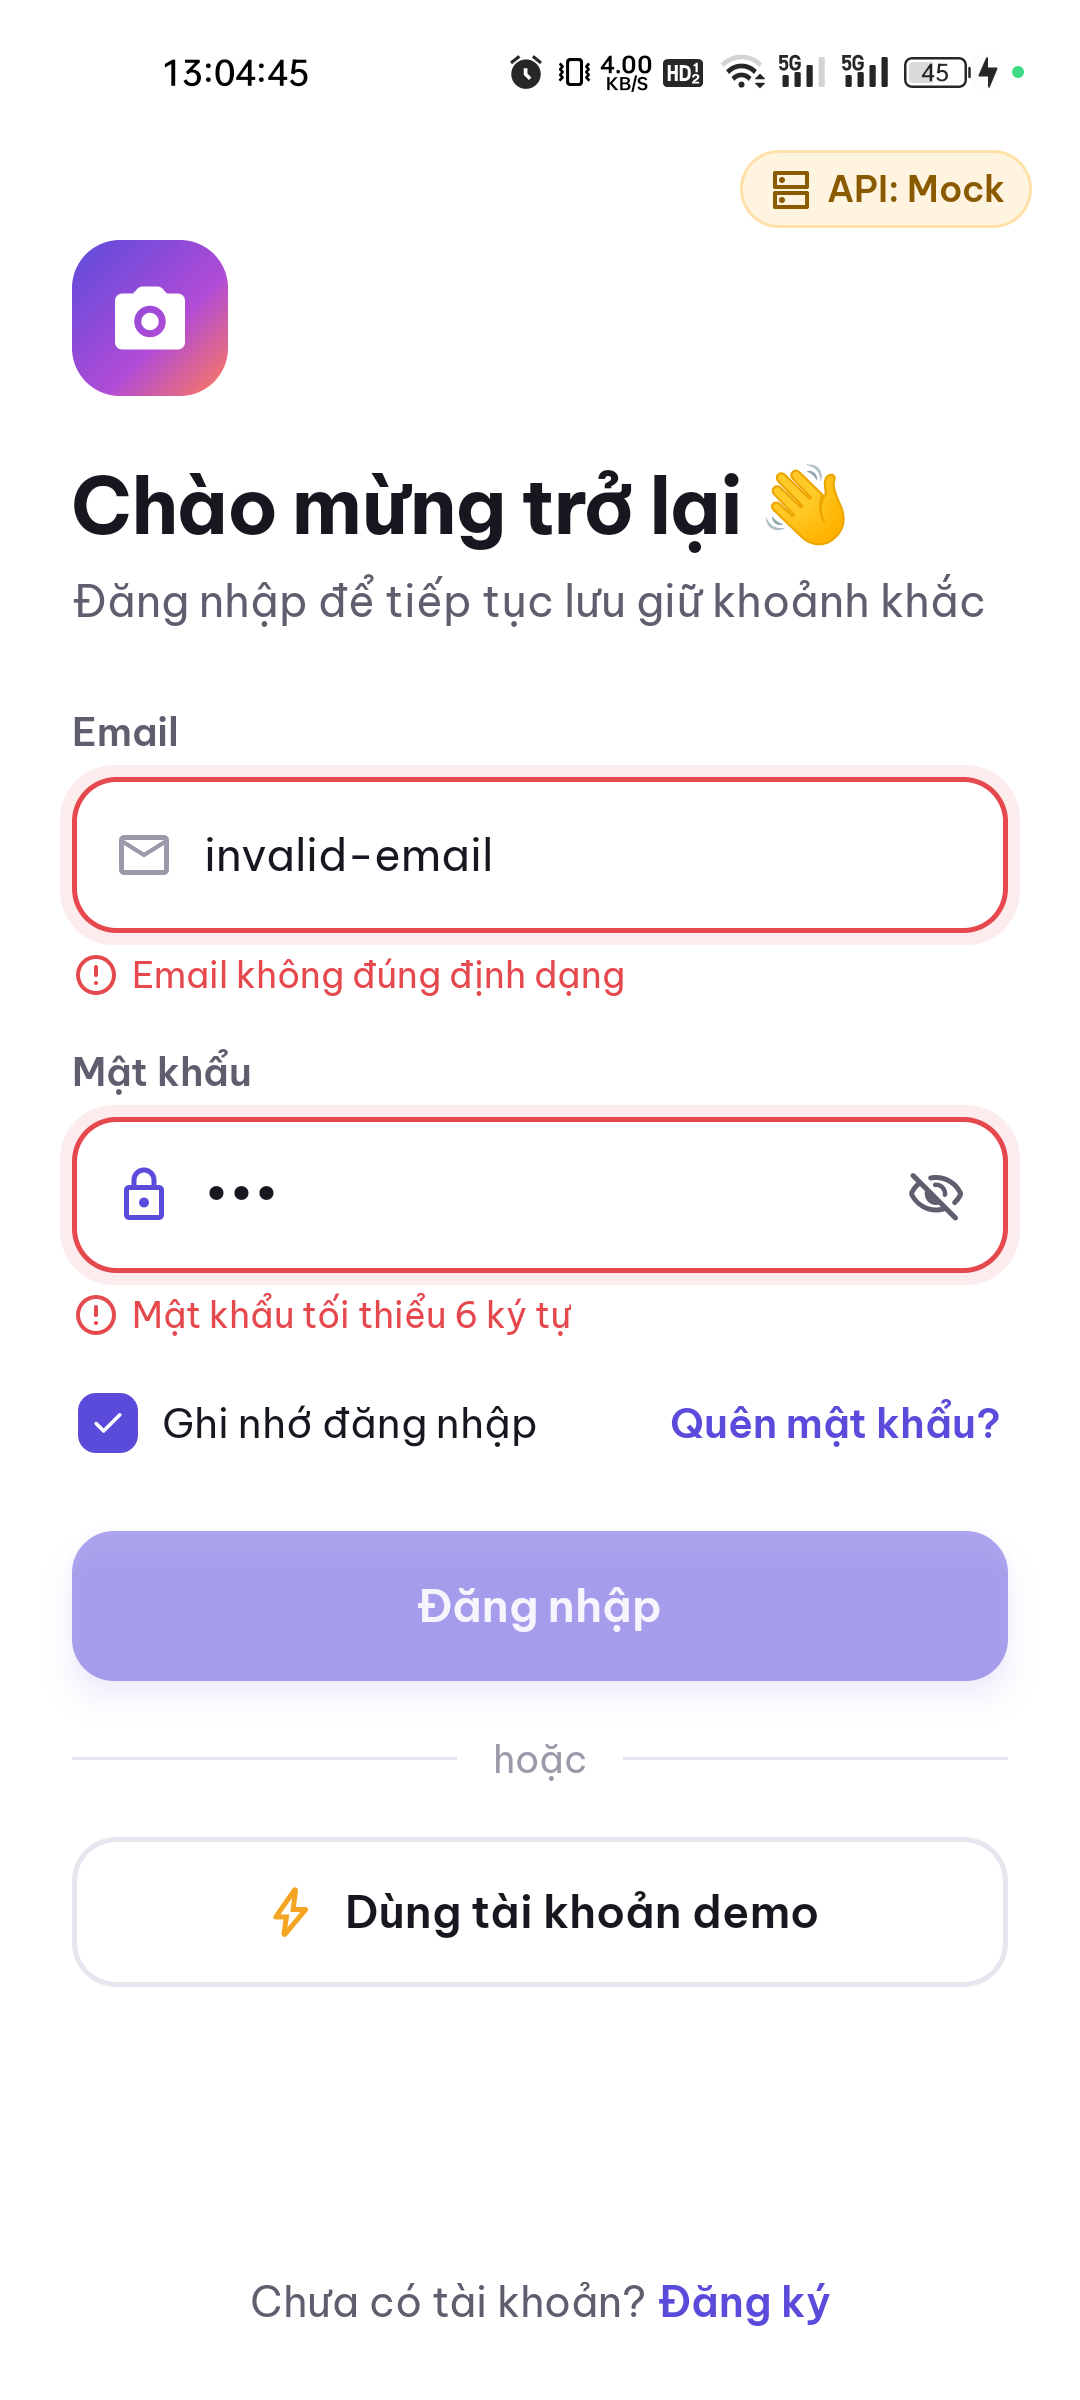 13:04:45
4.00 KB/S
HD 1 2
5G
5G
45
API: Mock
Chào mừng trở lại 👋
Đăng nhập để tiếp tục lưu giữ khoảnh khắc
Email
invalid-email
Email không đúng định dạng
Mật khẩu
•••
Mật khẩu tối thiểu 6 ký tự
Ghi nhớ đăng nhập
Quên mật khẩu?
Đăng nhập
hoặc
Dùng tài khoản demo
Chưa có tài khoản? Đăng ký